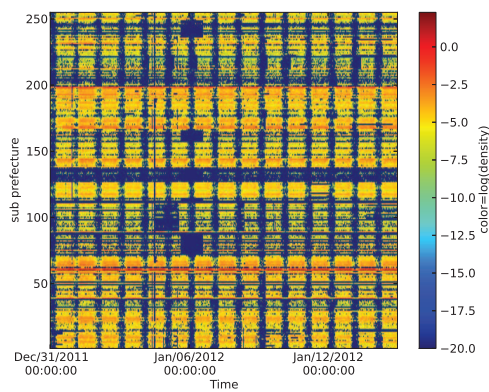 250
200
150
100
50
sub prefecture
Dec/31/2011
00:00:00
Jan/06/2012
00:00:00
Jan/12/2012
00:00:00
Time
0.0
−2.5
−5.0
−7.5
−10.0
−12.5
−15.0
−17.5
−20.0
color=log(density)